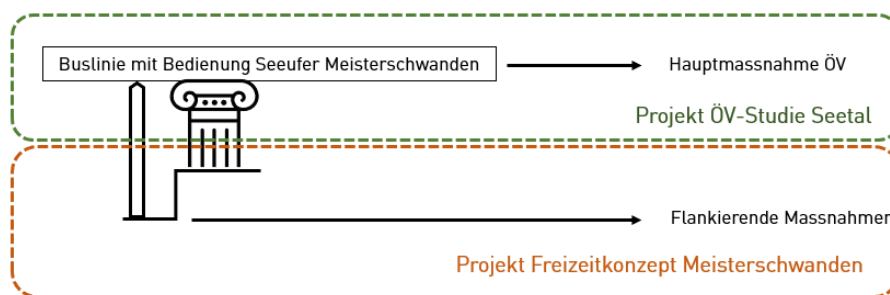 Buslinie mit Bedienung Seeufer Meisterschwanden
Hauptmassnahme ÖV
Projekt ÖV-Studie Seetal
Flankierende Massnahmen
Projekt Freizeitkonzept Meisterschwanden